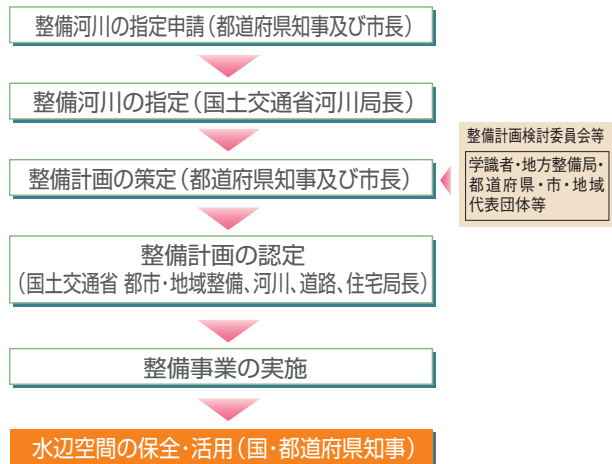 整備河川の指定申請（都道府県知事及び市長）
整備河川の指定（国土交通省河川局長）
整備計画の策定（都道府県知事及び市長）
整備計画検討委員会等
学識者・地方整備局・
都道府県・市・地域
代表団体等
整備計画の認定
（国土交通省 都市・地域整備、河川、道路、住宅局長）
整備事業の実施
水辺空間の保全・活用（国・都道府県知事）